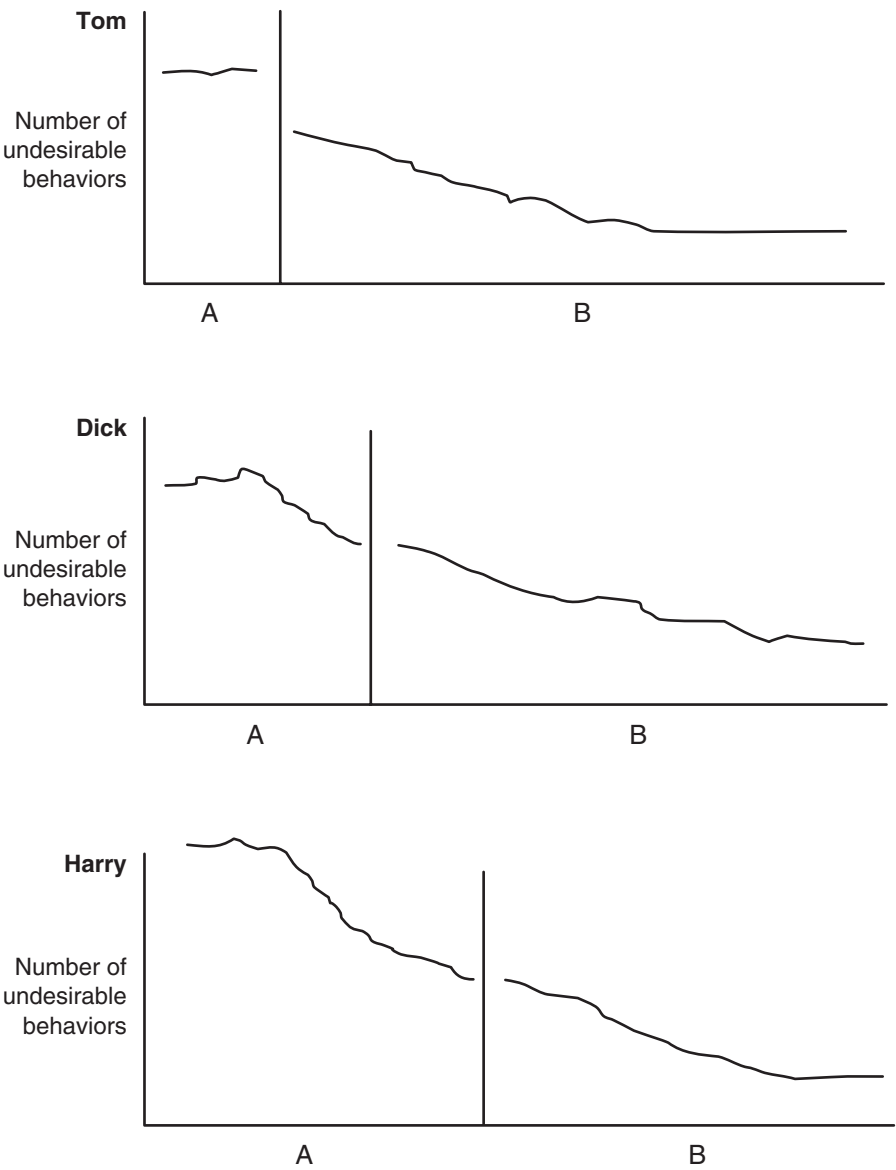 Tom
Number of
undesirable
behaviors
A
B
Dick
Number of
undesirable
behaviors
A
B
Harry
Number of
undesirable
behaviors
A
B